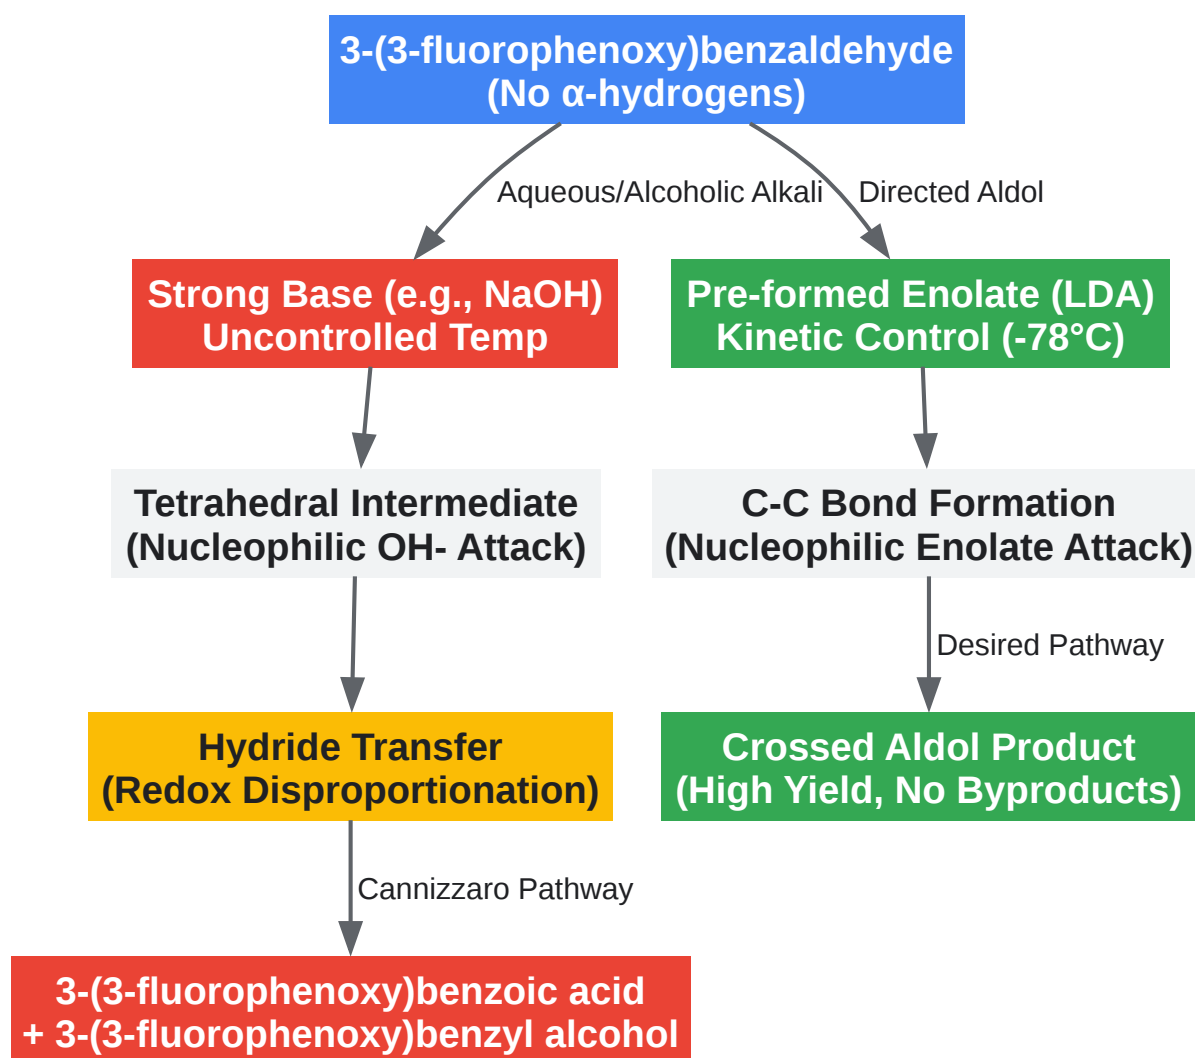 3-(3-fluorophenoxy)benzaldehyde
(No α-hydrogens)
Aqueous/Alcoholic Alkali
Directed Aldol
Strong Base (e.g., NaOH)
Uncontrolled Temp
Pre-formed Enolate (LDA)
Kinetic Control (-78°C)
Tetrahedral Intermediate
(Nucleophilic OH- Attack)
C-C Bond Formation
(Nucleophilic Enolate Attack)
Desired Pathway
Hydride Transfer
(Redox Disproportionation)
Crossed Aldol Product
(High Yield, No Byproducts)
Cannizzaro Pathway
3-(3-fluorophenoxy)benzoic acid
+ 3-(3-fluorophenoxy)benzyl alcohol